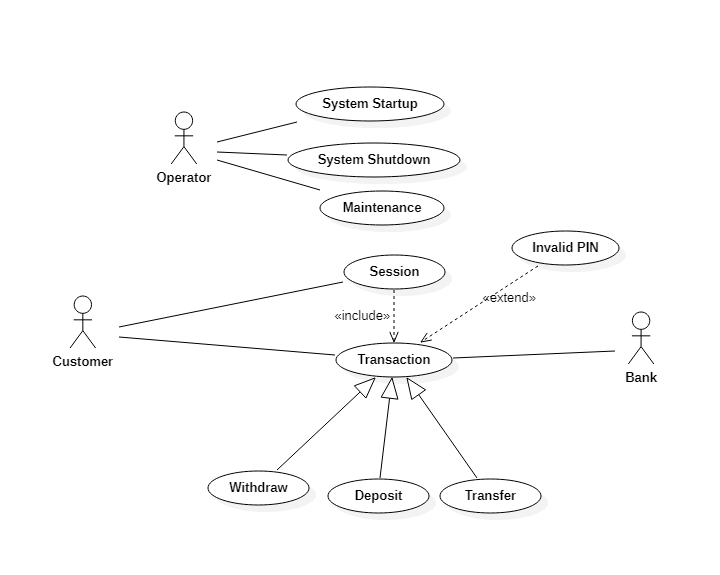 System Startup
System Shutdown
Operator
Maintenance
Invalid PIN
Session
«extend»
«include»
Customer
Transaction
Bank
Withdraw
Deposit
Transfer